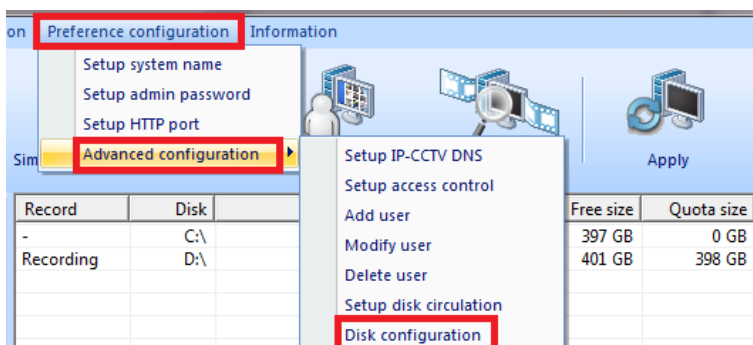 on Preference configuration Information
Setup system name
Setup admin password
Setup HTTP port
Sim Advanced configuration Apply
Setup IP-CCTV DNS
Setup access control
Add user
Modify user
Delete user
Setup disk circulation
Disk configuration
Record Disk Free size Quota size
- C:\ 397 GB 0 GB
Recording D:\ 401 GB 398 GB